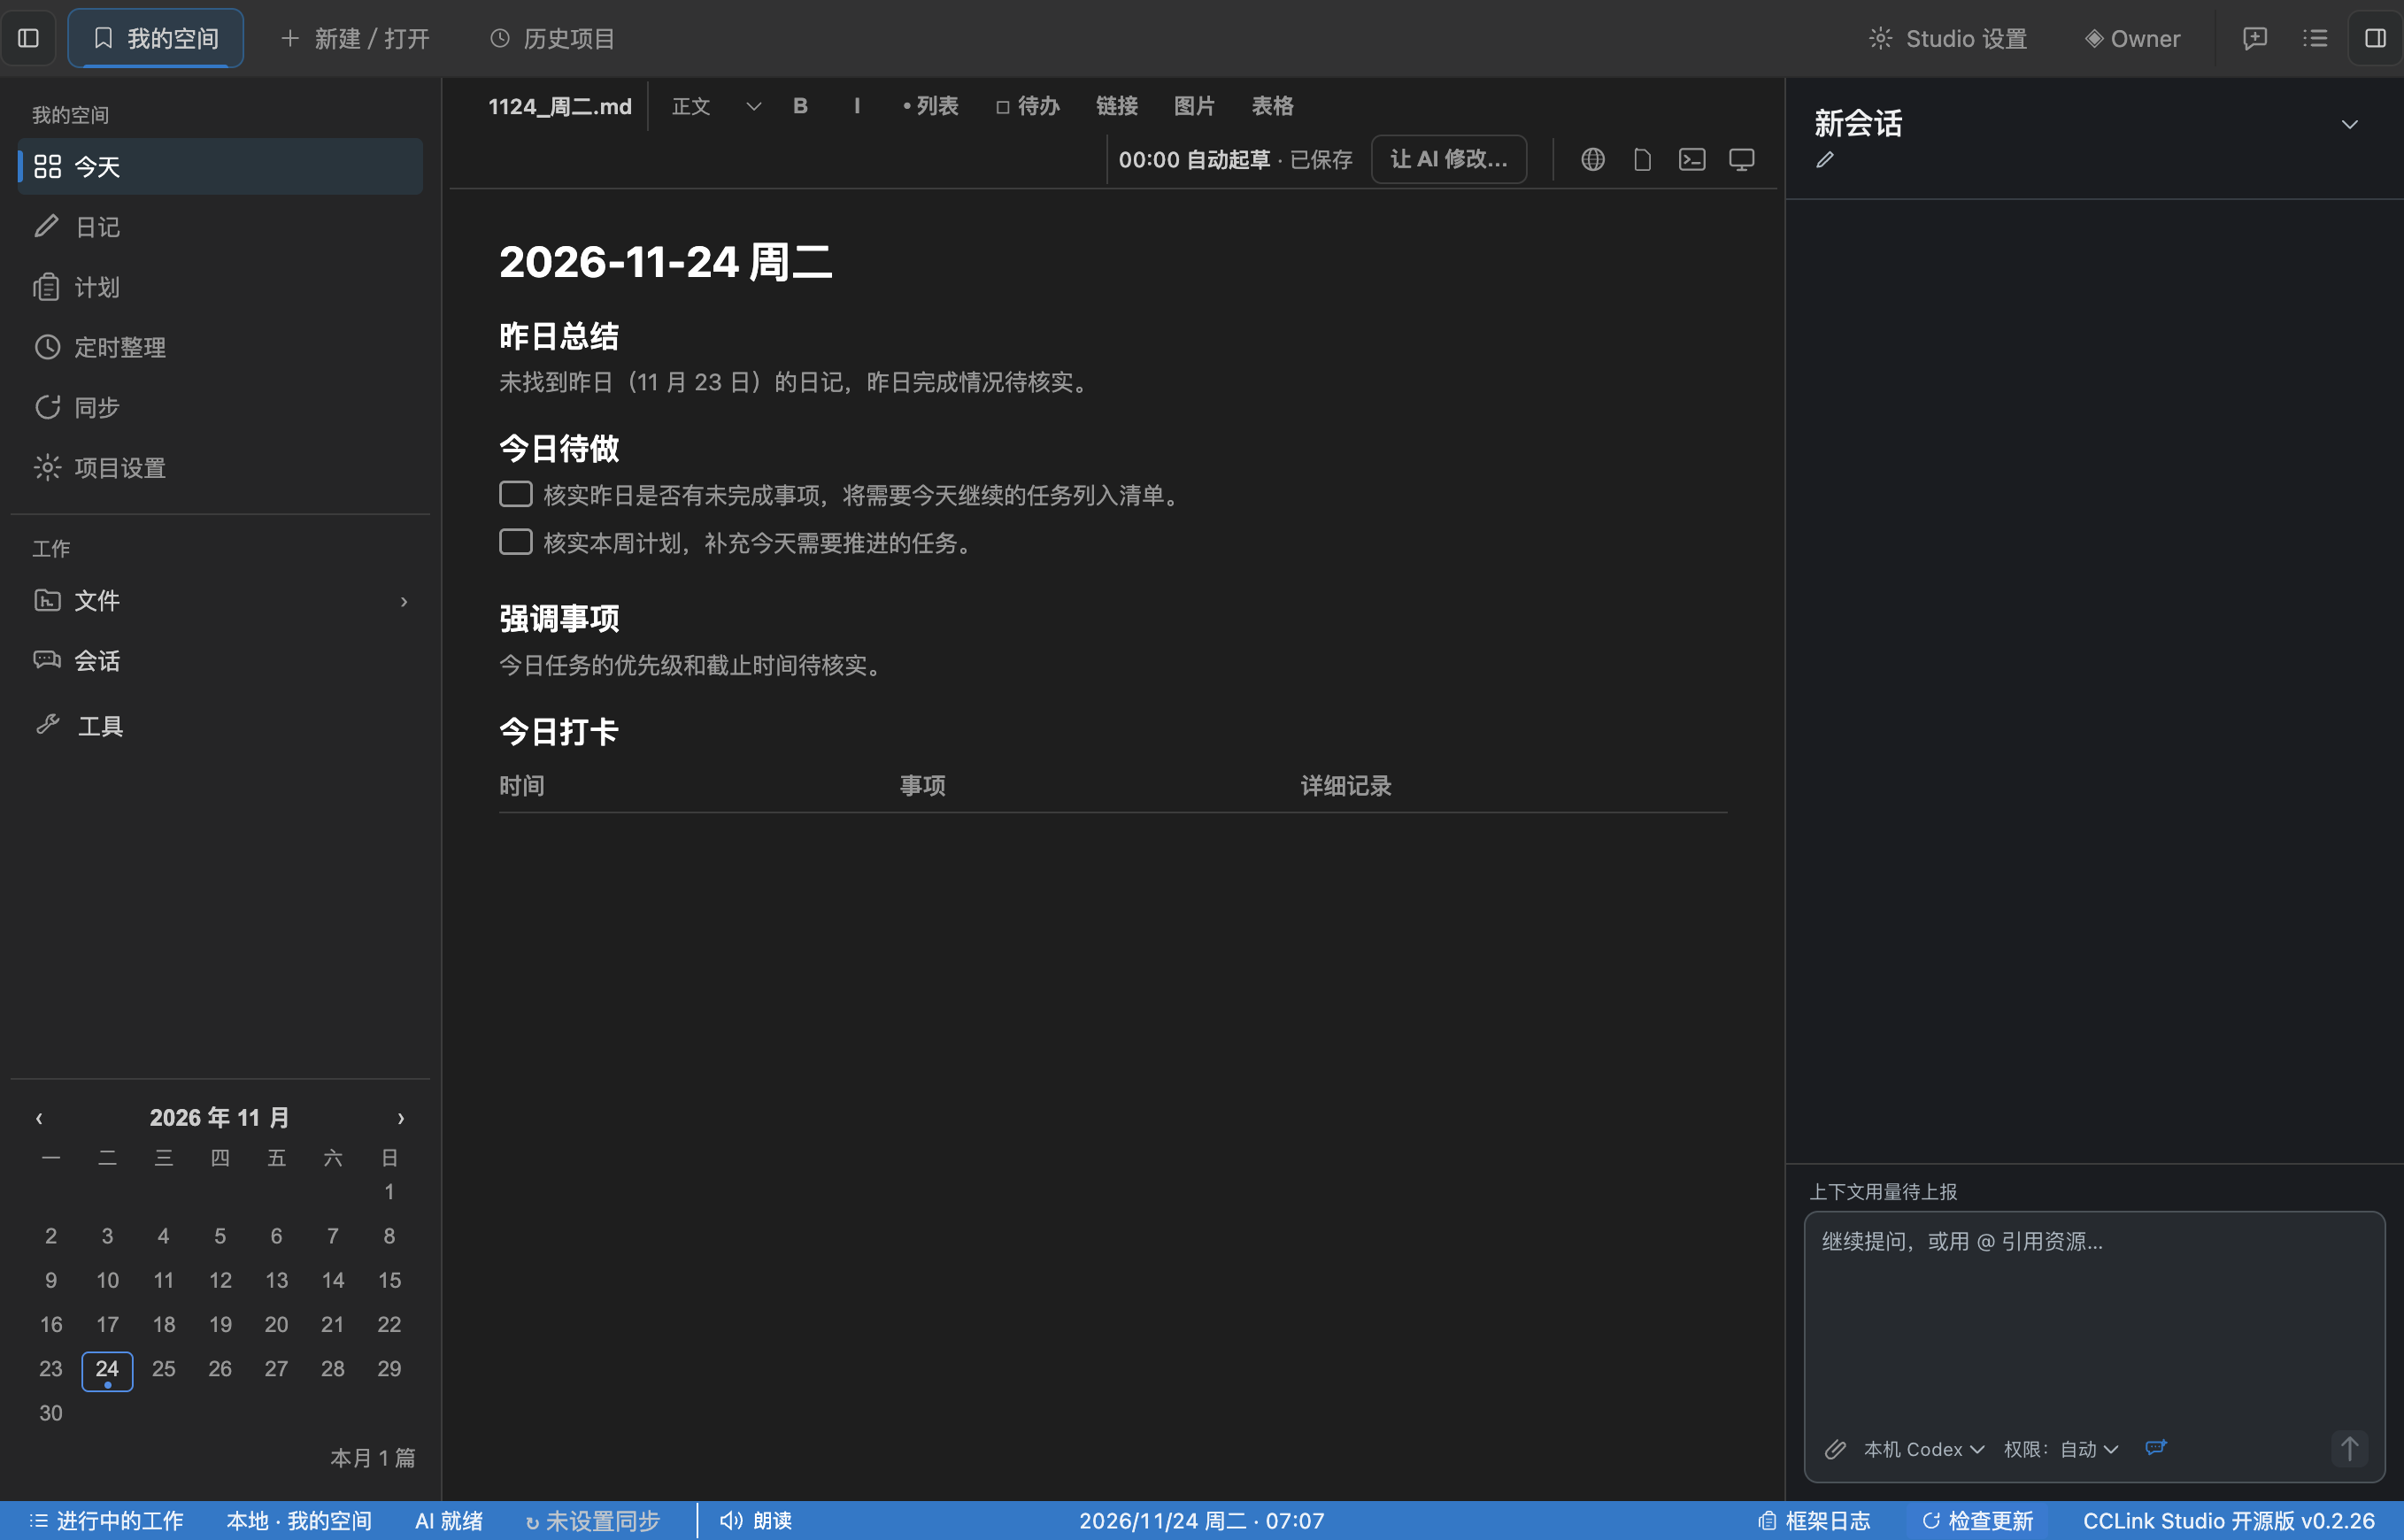 我的空间
新建 / 打开
历史项目
Studio 设置
Owner
我的空间
今天
日记
计划
定时整理
同步
项目设置
工作
文件
会话
工具
2026 年 11 月
一 二 三 四 五 六 日
1
2 3 4 5 6 7 8
9 10 11 12 13 14 15
16 17 18 19 20 21 22
23 24 25 26 27 28 29
30
本月 1 篇
1124_周二.md 正文 B I • 列表 待办 链接 图片 表格
00:00 自动起草 · 已保存 让 AI 修改...
2026-11-24 周二
昨日总结
未找到昨日（11 月 23 日）的日记，昨日完成情况待核实。
今日待做
核实昨日是否有未完成事项，将需要今天继续的任务列入清单。
核实本周计划，补充今天需要推进的任务。
强调事项
今日任务的优先级和截止时间待核实。
今日打卡
时间 事项 详细记录
新会话
上下文用量待上报
继续提问，或用 @ 引用资源...
本机 Codex 权限：自动
进行中的工作 本地 · 我的空间 AI 就绪 未设置同步 朗读 2026/11/24 周二 · 07:07 框架日志 检查更新 CCLink Studio 开源版 v0.2.26